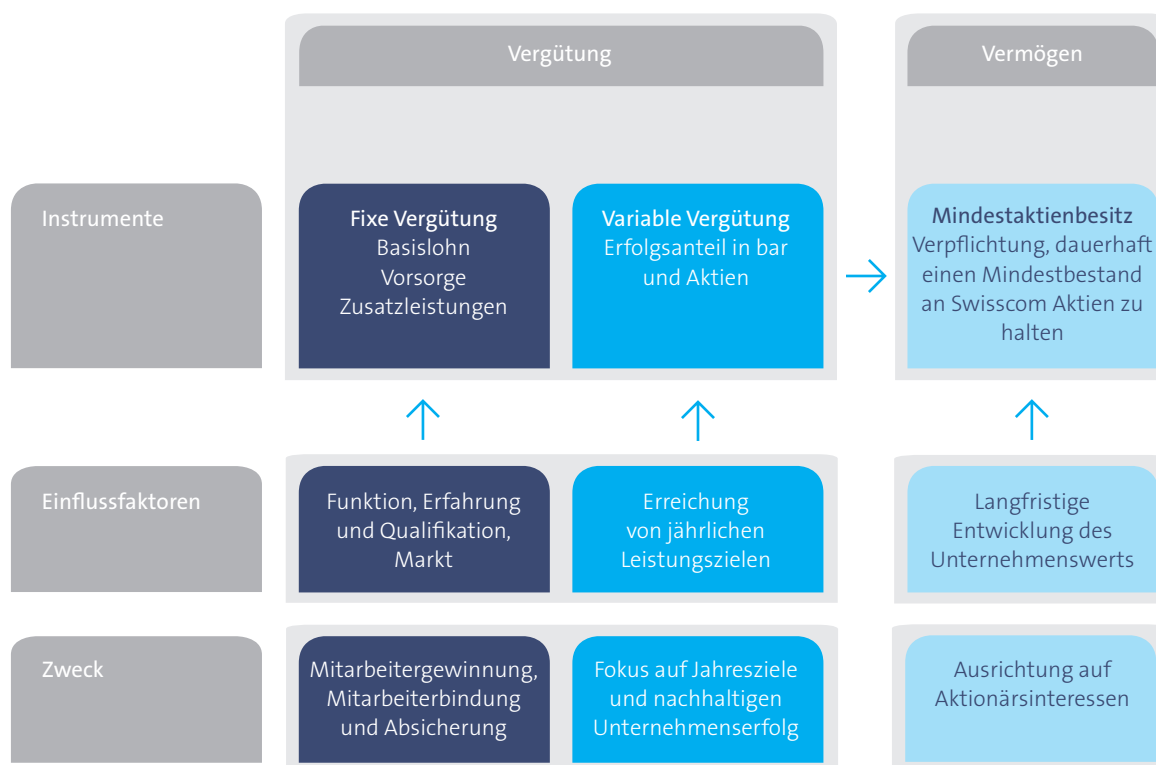 Vergütung
Vermögen
Instrumente
Fixe Vergütung
Basislohn
Vorsorge
Zusatzleistungen
Variable Vergütung
Erfolgsanteil in bar
und Aktien
Mindestaktienbesitz
Verpflichtung, dauerhaft
einen Mindestbestand
an Swisscom Aktien zu
halten
Einflussfaktoren
Funktion, Erfahrung
und Qualifikation,
Markt
Erreichung
von jährlichen
Leistungszielen
Langfristige
Entwicklung des
Unternehmenswerts
Zweck
Mitarbeitergewinnung,
Mitarbeiterbindung
und Absicherung
Fokus auf Jahresziele
und nachhaltigen
Unternehmenserfolg
Ausrichtung auf
Aktionärsinteressen